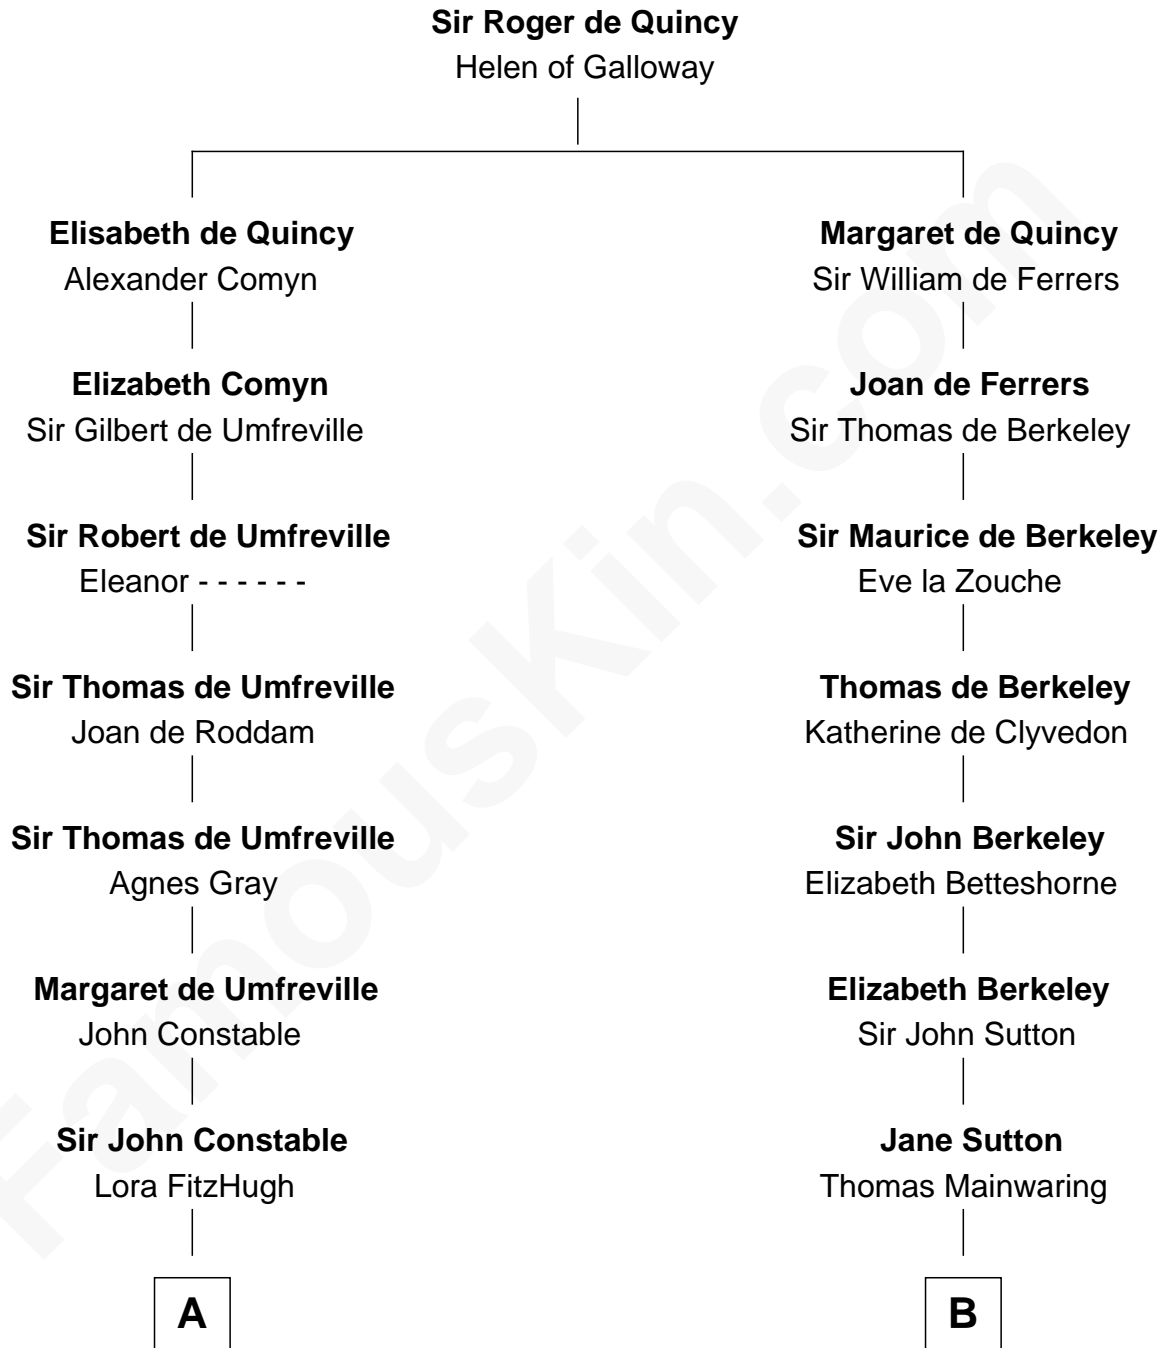 Sir Roger de Quincy
Helen of Galloway
Elisabeth de Quincy
Alexander Comyn
Margaret de Quincy
Sir William de Ferrers
Elizabeth Comyn
Sir Gilbert de Umfreville
Joan de Ferrers
Sir Thomas de Berkeley
Sir Robert de Umfreville
Eleanor - - - - - -
Sir Maurice de Berkeley
Eve la Zouche
Sir Thomas de Umfreville
Joan de Roddam
Thomas de Berkeley
Katherine de Clyvedon
Sir Thomas de Umfreville
Agnes Gray
Sir John Berkeley
Elizabeth Betteshorne
Margaret de Umfreville
John Constable
Elizabeth Berkeley
Sir John Sutton
Sir John Constable
Lora FitzHugh
Jane Sutton
Thomas Mainwaring
A
B
FamousKin.com